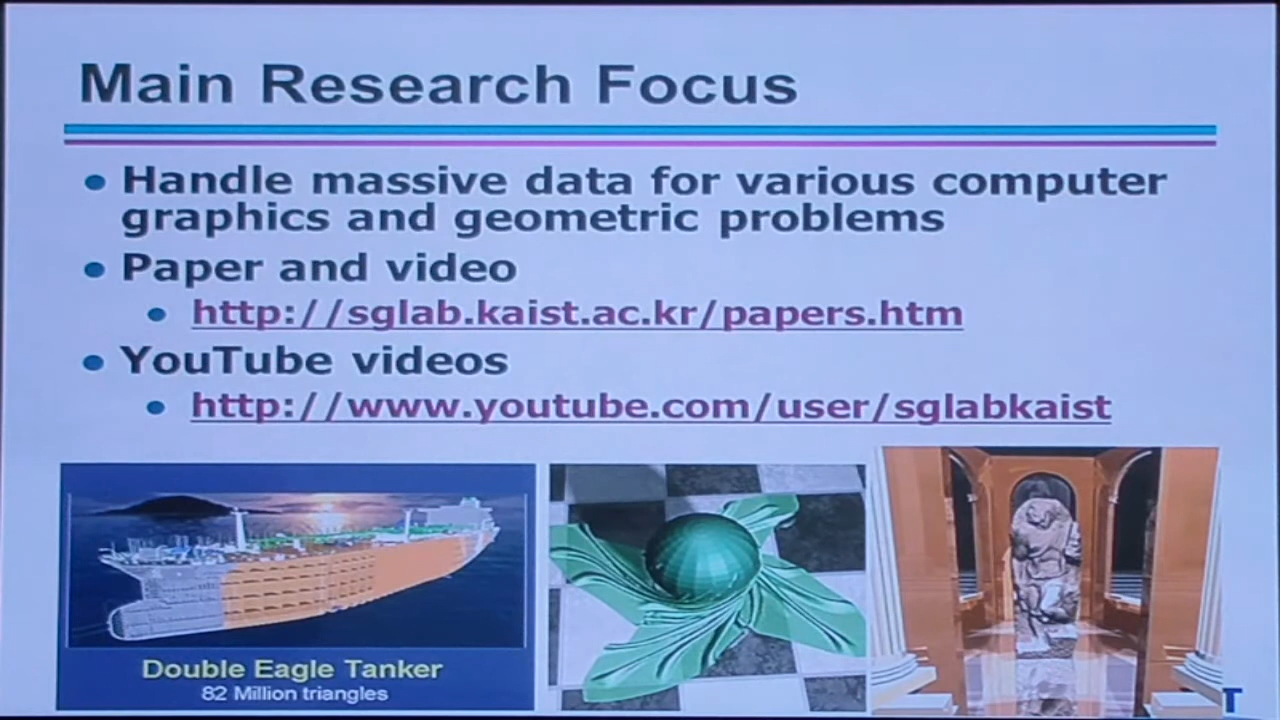 Main Research Focus
• Handle massive data for various computer
graphics and geometric problems
• Paper and video
• http://sglab.kaist.ac.kr/papers.htm
• YouTube videos
• http://www.youtube.com/user/sglabkaist
Double Eagle Tanker
82 Million triangles
T